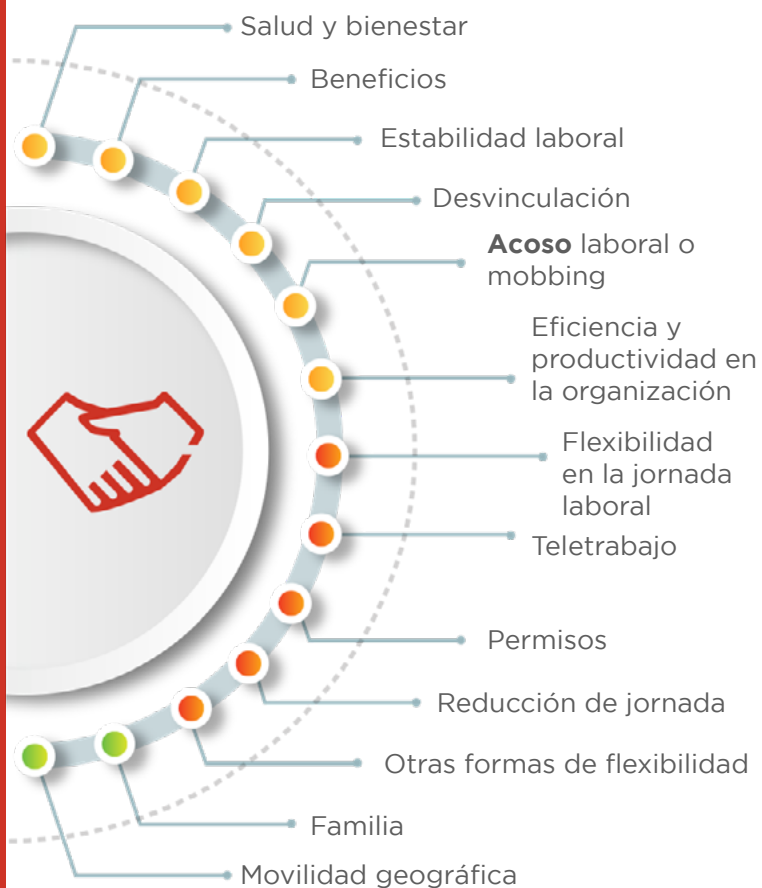 Salud y bienestar
Beneficios
Estabilidad laboral
Desvinculación
Acoso laboral o
mobbing
Eficiencia y
productividad en
la organización
Flexibilidad
en la jornada
laboral
Teletrabajo
Permisos
Reducción de jornada
Otras formas de flexibilidad
Familia
Movilidad geográfica